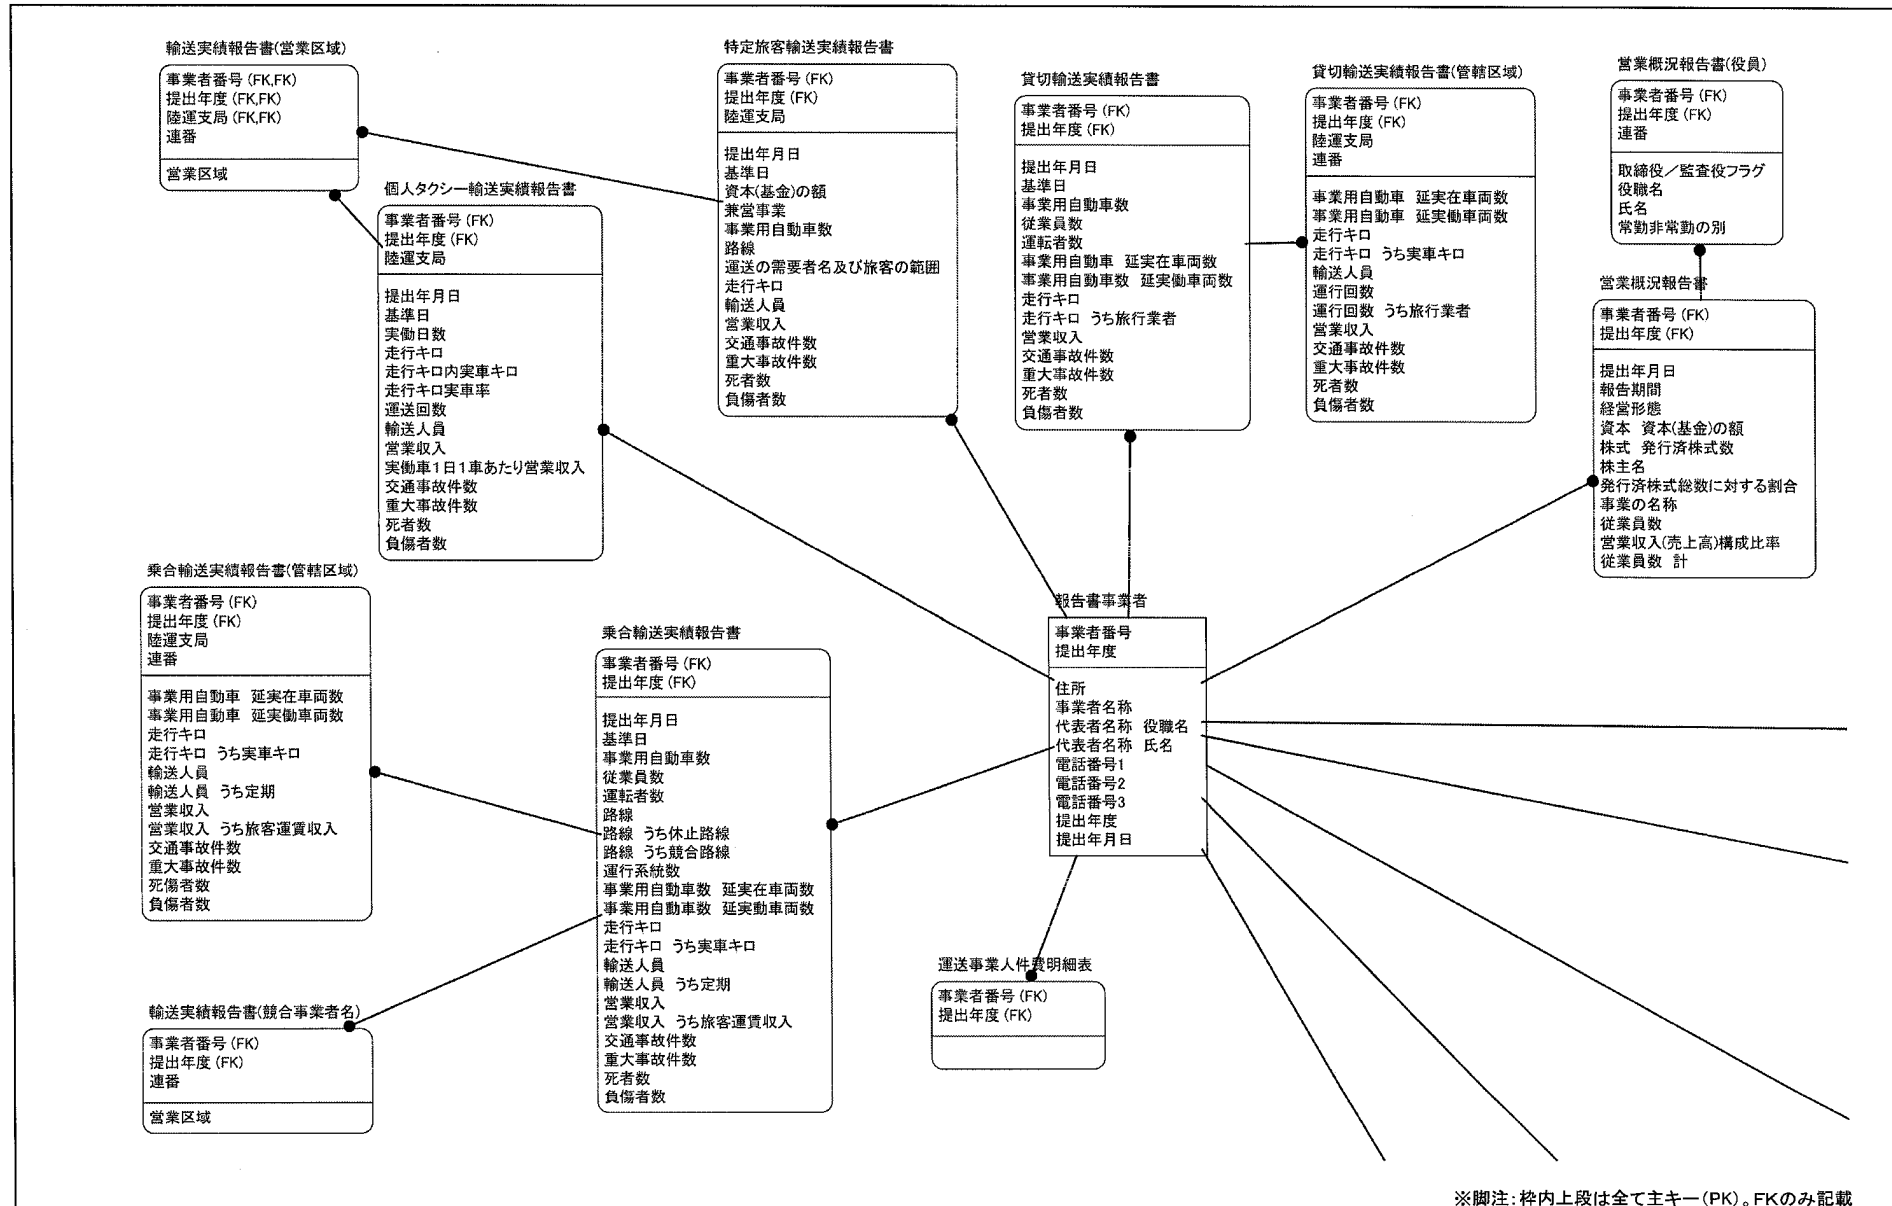 輸送実績報告書(営業区域)
事業者番号 (FK,FK)
提出年度 (FK,FK)
陸運支局 (FK,FK)
連番
営業区域
個人タクシー輸送実績報告書
事業者番号 (FK)
提出年度 (FK)
陸運支局
提出年月日
基準日
実働日数
走行キロ
走行キロ内実車キロ
走行キロ実車率
運送回数
輸送人員
営業収入
実働車1日1車あたり営業収入
交通事故件数
重大事故件数
死者数
負傷者数
特定旅客輸送実績報告書
事業者番号 (FK)
提出年度 (FK)
陸運支局
提出年月日
基準日
資本(基金)の額
兼営事業
事業用自動車数
路線
運送の需要者名及び旅客の範囲
走行キロ
輸送人員
営業収入
交通事故件数
重大事故件数
死者数
負傷者数
貸切輸送実績報告書
事業者番号 (FK)
提出年度 (FK)
提出年月日
基準日
事業用自動車数
従業員数
運転者数
事業用自動車 延実在車両数
事業用自動車数 延実働車両数
走行キロ
走行キロ うち旅行業者
営業収入
交通事故件数
重大事故件数
死者数
負傷者数
貸切輸送実績報告書(管轄区域)
事業者番号 (FK)
提出年度 (FK)
陸運支局
連番
事業用自動車 延実在車両数
事業用自動車 延実働車両数
走行キロ
走行キロ うち実車キロ
輸送人員
運行回数
運行回数 うち旅行業者
営業収入
交通事故件数
重大事故件数
死者数
負傷者数
営業概況報告書(役員)
事業者番号 (FK)
提出年度 (FK)
連番
取締役／監査役フラグ
役職名
氏名
常勤非常勤の別
営業概況報告書
事業者番号 (FK)
提出年度 (FK)
提出年月日
報告期間
経営形態
資本 資本(基金)の額
株式 発行済株式数
株主名
発行済株式総数に対する割合
事業の名称
従業員数
営業収入(売上高)構成比率
従業員数 計
乗合輸送実績報告書(管轄区域)
事業者番号 (FK)
提出年度 (FK)
陸運支局
連番
事業用自動車 延実在車両数
事業用自動車 延実働車両数
走行キロ
走行キロ うち実車キロ
輸送人員
輸送人員 うち定期
営業収入
営業収入 うち旅客運賃収入
交通事故件数
重大事故件数
死傷者数
負傷者数
乗合輸送実績報告書
事業者番号 (FK)
提出年度 (FK)
提出年月日
基準日
事業用自動車数
従業員数
運転者数
路線
路線 うち休止路線
路線 うち競合路線
運行系統数
事業用自動車数 延実在車両数
事業用自動車数 延実動車両数
走行キロ
走行キロ うち実車キロ
輸送人員
輸送人員 うち定期
営業収入
営業収入 うち旅客運賃収入
交通事故件数
重大事故件数
死者数
負傷者数
報告書事業者
事業者番号
提出年度
住所
事業者名称
代表者名称 役職名
代表者名称 氏名
電話番号1
電話番号2
電話番号3
提出年度
提出年月日
運送事業人件費明細表
事業者番号 (FK)
提出年度 (FK)
輸送実績報告書(競合事業者名)
事業者番号 (FK)
提出年度 (FK)
連番
営業区域
※脚注:枠内上段は全て主キー(PK)。FKのみ記載